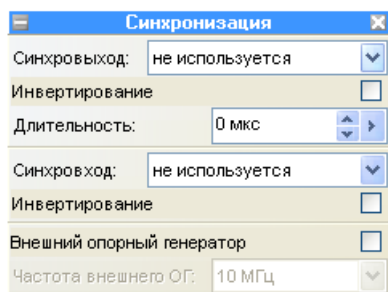 Синхронизация
Синхровыход: не используется
Инвертирование
Длительность: 0 мкс
Синхровход: не используется
Инвертирование
Внешний опорный генератор
Частота внешнего ОГ: 10 МГц